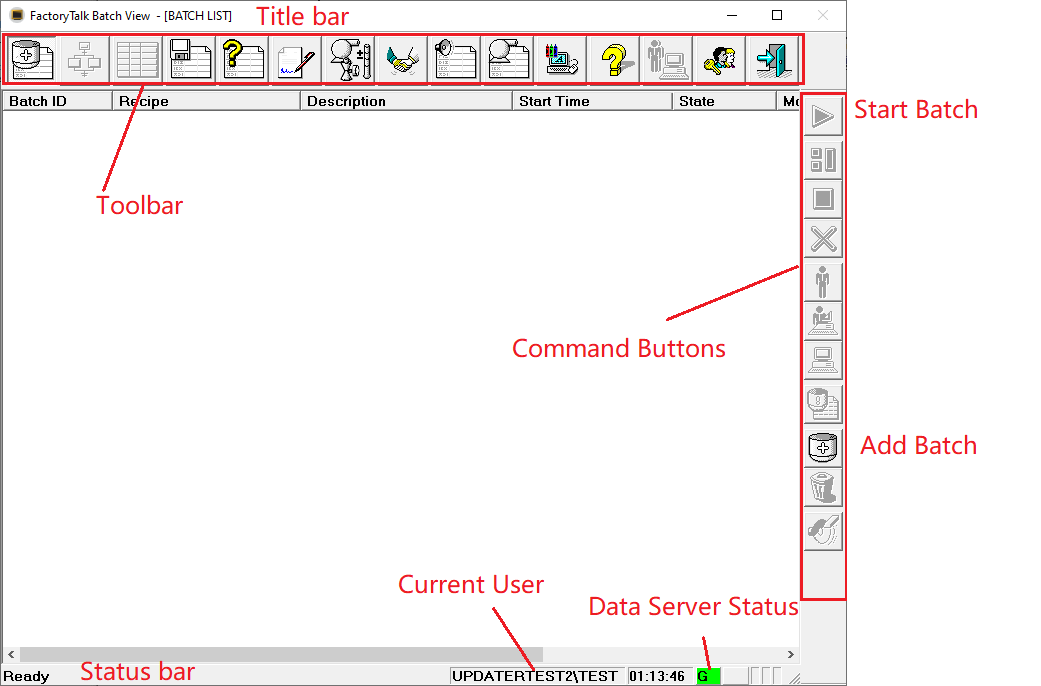 FactoryTalk Batch View - [BATCH LIST]
Title bar
Batch ID
Recipe
Description
Start Time
State
Start Batch
Toolbar
Command Buttons
Add Batch
Current User
Data Server Status
Ready
Status bar
UPDATERTEST2\TEST
01:13:46
G